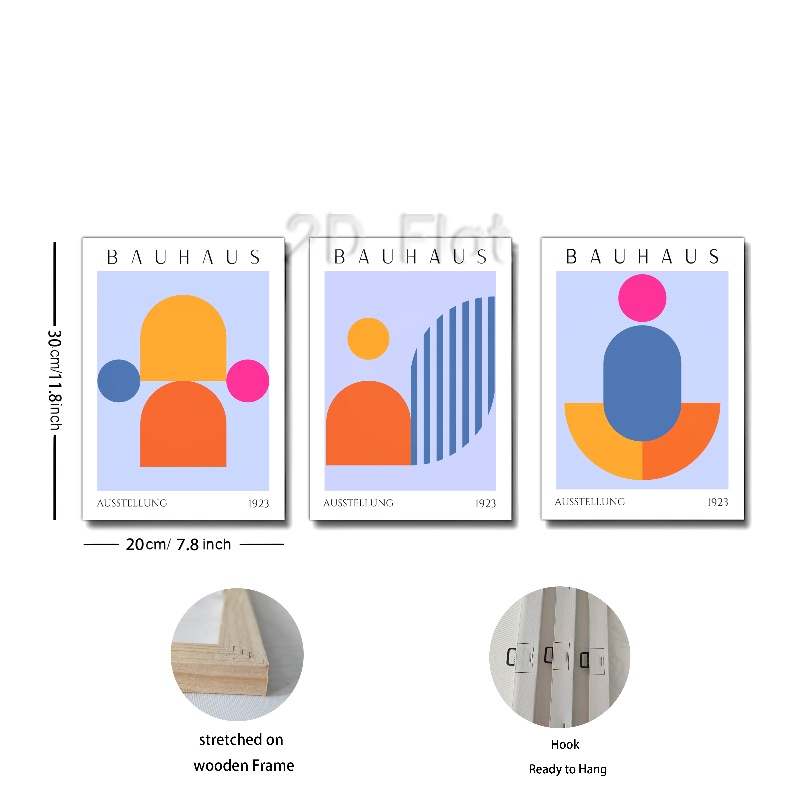 2D Flat
BAUHAUS
BAUHAUS
BAUHAUS
30cm/11.8inch
AUSSTELLUNG 1923
AUSSTELLUNG 1923
AUSSTELLUNG 1923
20cm/ 7.8 inch
stretched on
wooden Frame
Hook
Ready to Hang